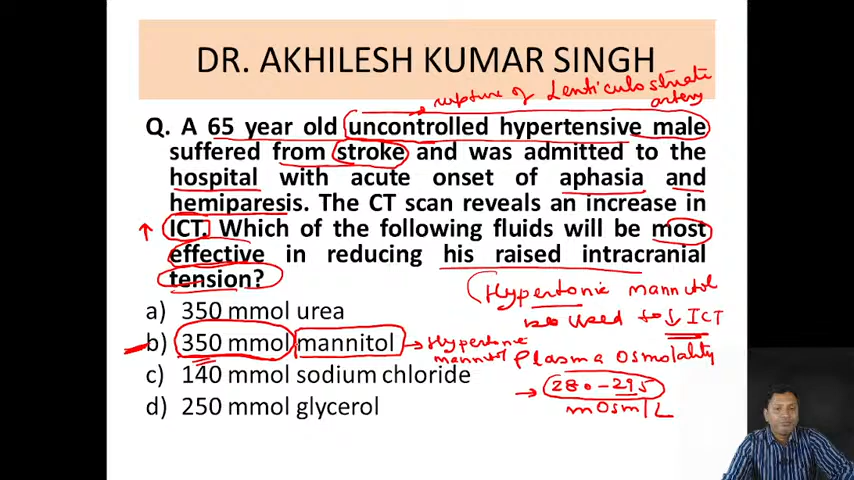 DR. AKHILESH KUMAR SINGH
rupture of Lenticulostriate
artery
Q. A 65 year old uncontrolled hypertensive male
suffered from stroke and was admitted to the
hospital with acute onset of aphasia and
hemiparesis. The CT scan reveals an increase in
↑ ICT. Which of the following fluids will be most
effective in reducing his raised intracranial
tension?
Hypertonic mannitol
used to ↓ ICT
a) 350 mmol urea
b) 350 mmol mannitol → Hypertonic
mannitol
Plasma Osmolality
c) 140 mmol sodium chloride
→ 280-295
mOsm/L
d) 250 mmol glycerol